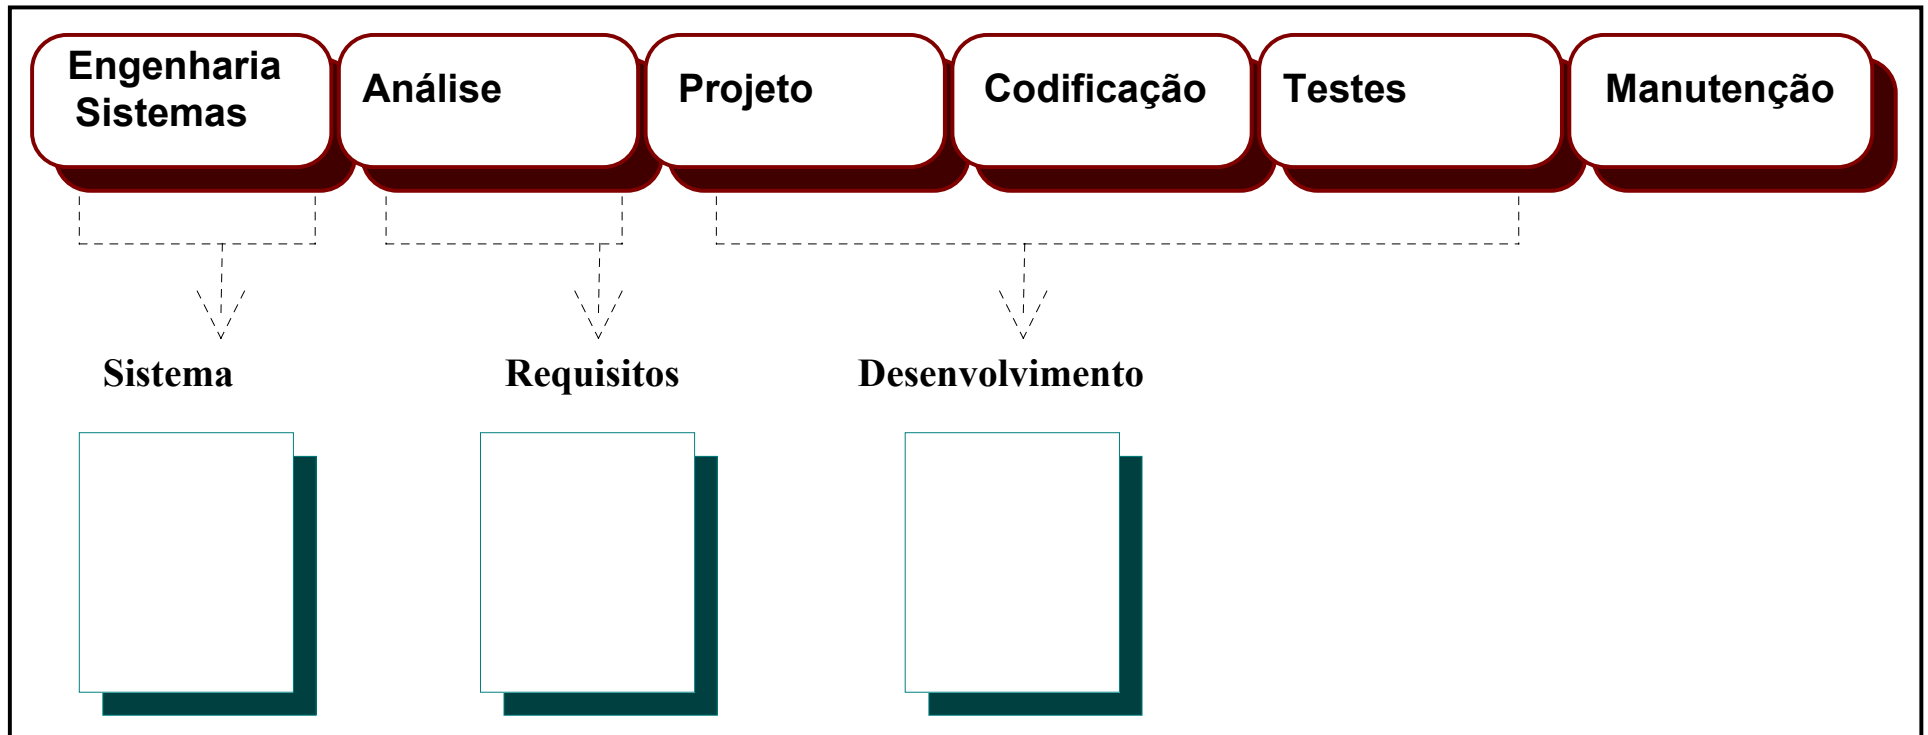 Engenharia
Sistemas
Análise
Projeto
Codificação
Testes
Manutenção
Sistema
Requisitos
Desenvolvimento